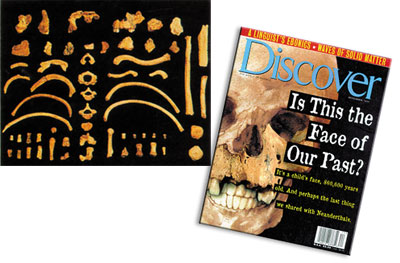 A LINGUIST'S EBONICS • WAVES OF SOLID MATTER
Discover
Is This the
Face of
Our Past?
It's a child's face, 800,000 years
old. And perhaps the last thing
we shared with Neanderthals.